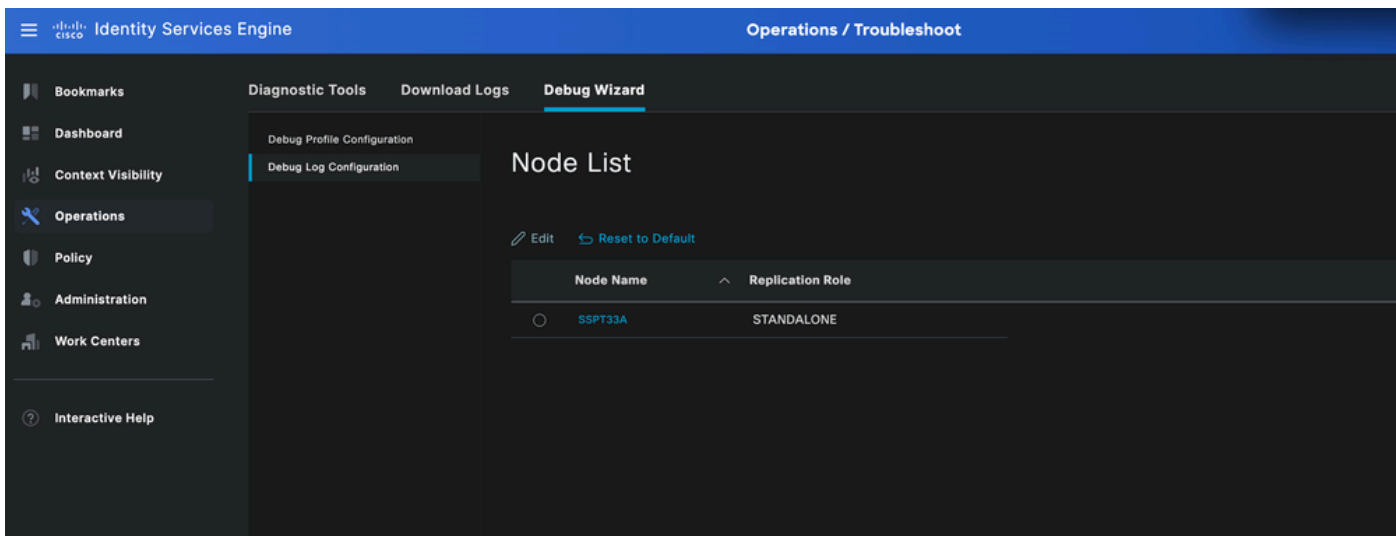 cisco Identity Services Engine
Operations / Troubleshoot
Bookmarks
Dashboard
Context Visibility
Operations
Policy
Administration
Work Centers
Interactive Help
Diagnostic Tools Download Logs Debug Wizard
Debug Profile Configuration
Debug Log Configuration
Node List
Edit Reset to Default
Node Name Replication Role
SSPT33A STANDALONE